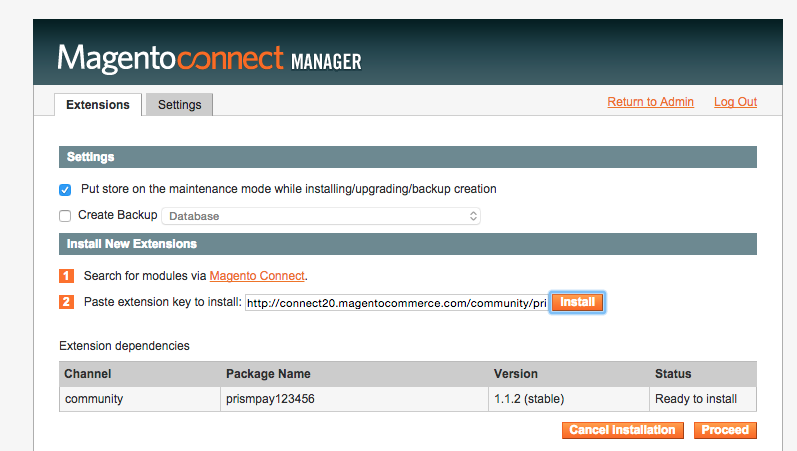 Magentoconnect MANAGER
Extensions Settings Return to Admin Log Out
Settings
Put store on the maintenance mode while installing/upgrading/backup creation
Create Backup Database
Install New Extensions
1 Search for modules via Magento Connect.
2 Paste extension key to install: http://connect20.magentocommerce.com/community/pri Install
Extension dependencies
Channel Package Name Version Status
community prismpay123456 1.1.2 (stable) Ready to install
Cancel Installation Proceed